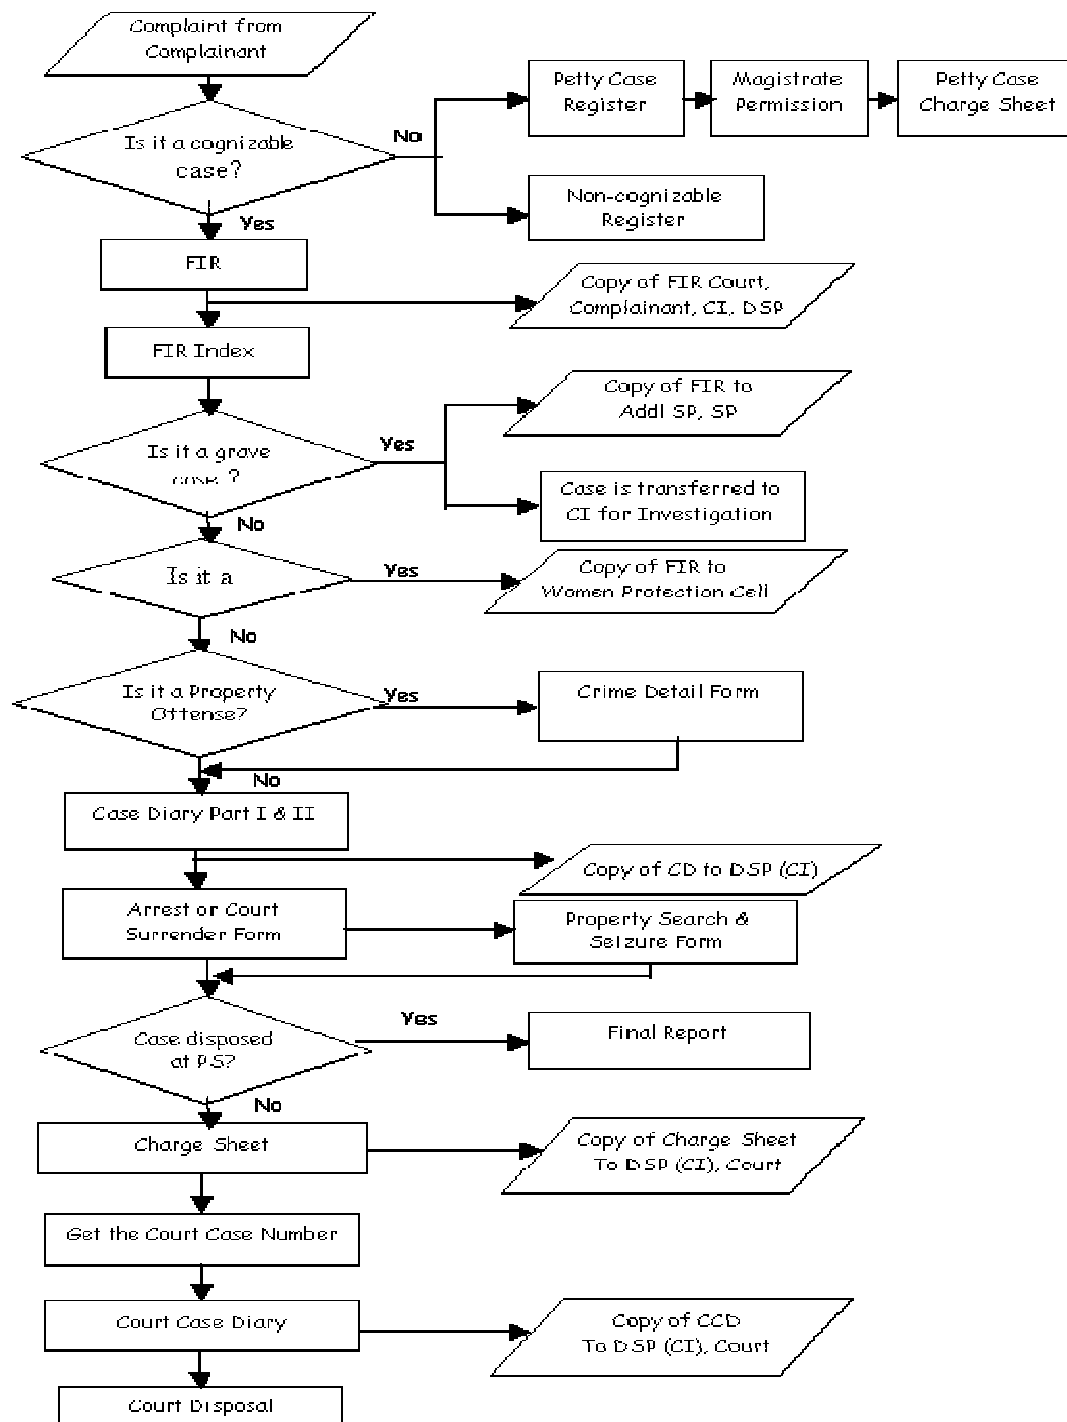 Complaint from
Complainant
Is it a cognizable
case?
No
Petty Case
Register
Magistrate
Permission
Petty Case
Charge Sheet
Non-cognizable
Register
Yes
FIR
Copy of FIR Court,
Complainant, CI, DSP
FIR Index
Copy of FIR to
Addl SP, SP
Is it a grave
case ?
Yes
Case is transferred to
CI for Investigation
No
Is it a
Yes
Copy of FIR to
Women Protection Cell
No
Is it a Property
Offense?
Yes
Crime Detail Form
No
Case Diary Part I & II
Copy of CD to DSP (CI)
Arrest or Court
Surrender Form
Property Search &
Seizure Form
Case disposed
at PS?
Yes
Final Report
No
Charge Sheet
Copy of Charge Sheet
To DSP (CI), Court
Get the Court Case Number
Court Case Diary
Copy of CCD
To DSP (CI), Court
Court Disposal